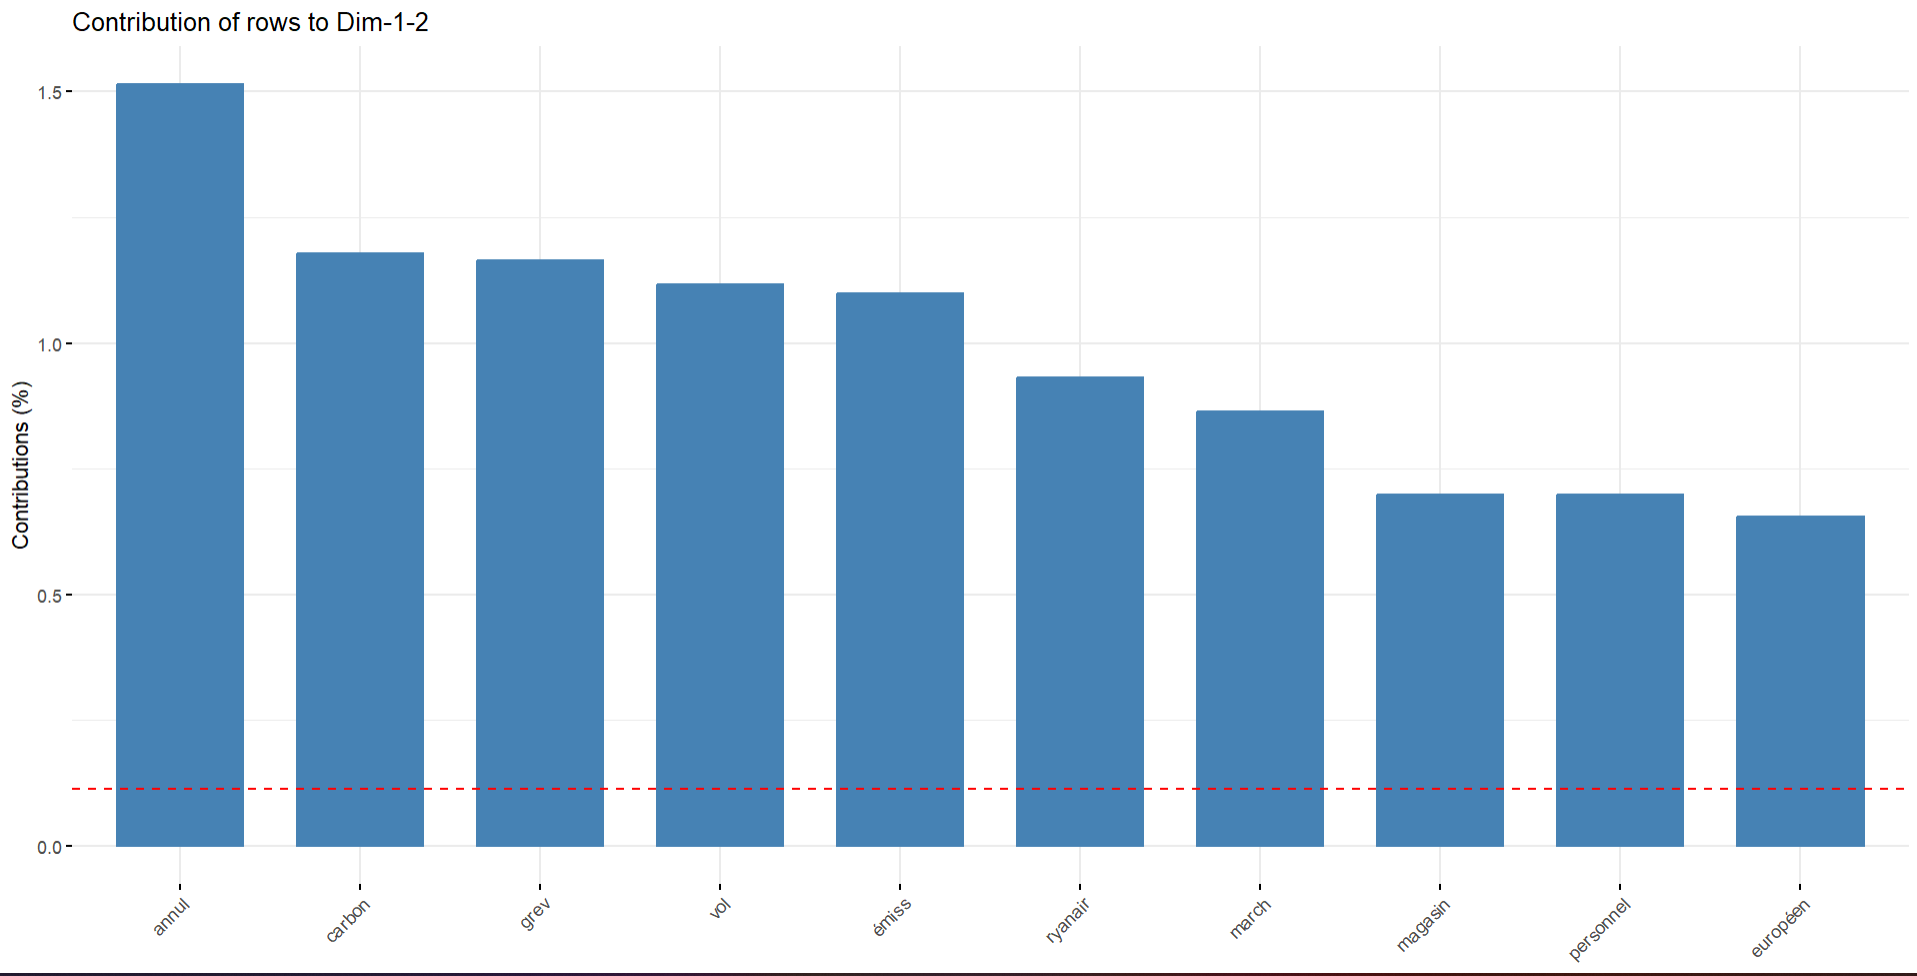 Contribution of rows to Dim-1-2
Contributions (%)
1.5
1.0
0.5
0.0
annul
carbon
grev
vol
émiss
ryanair
march
magasin
personnel
européen